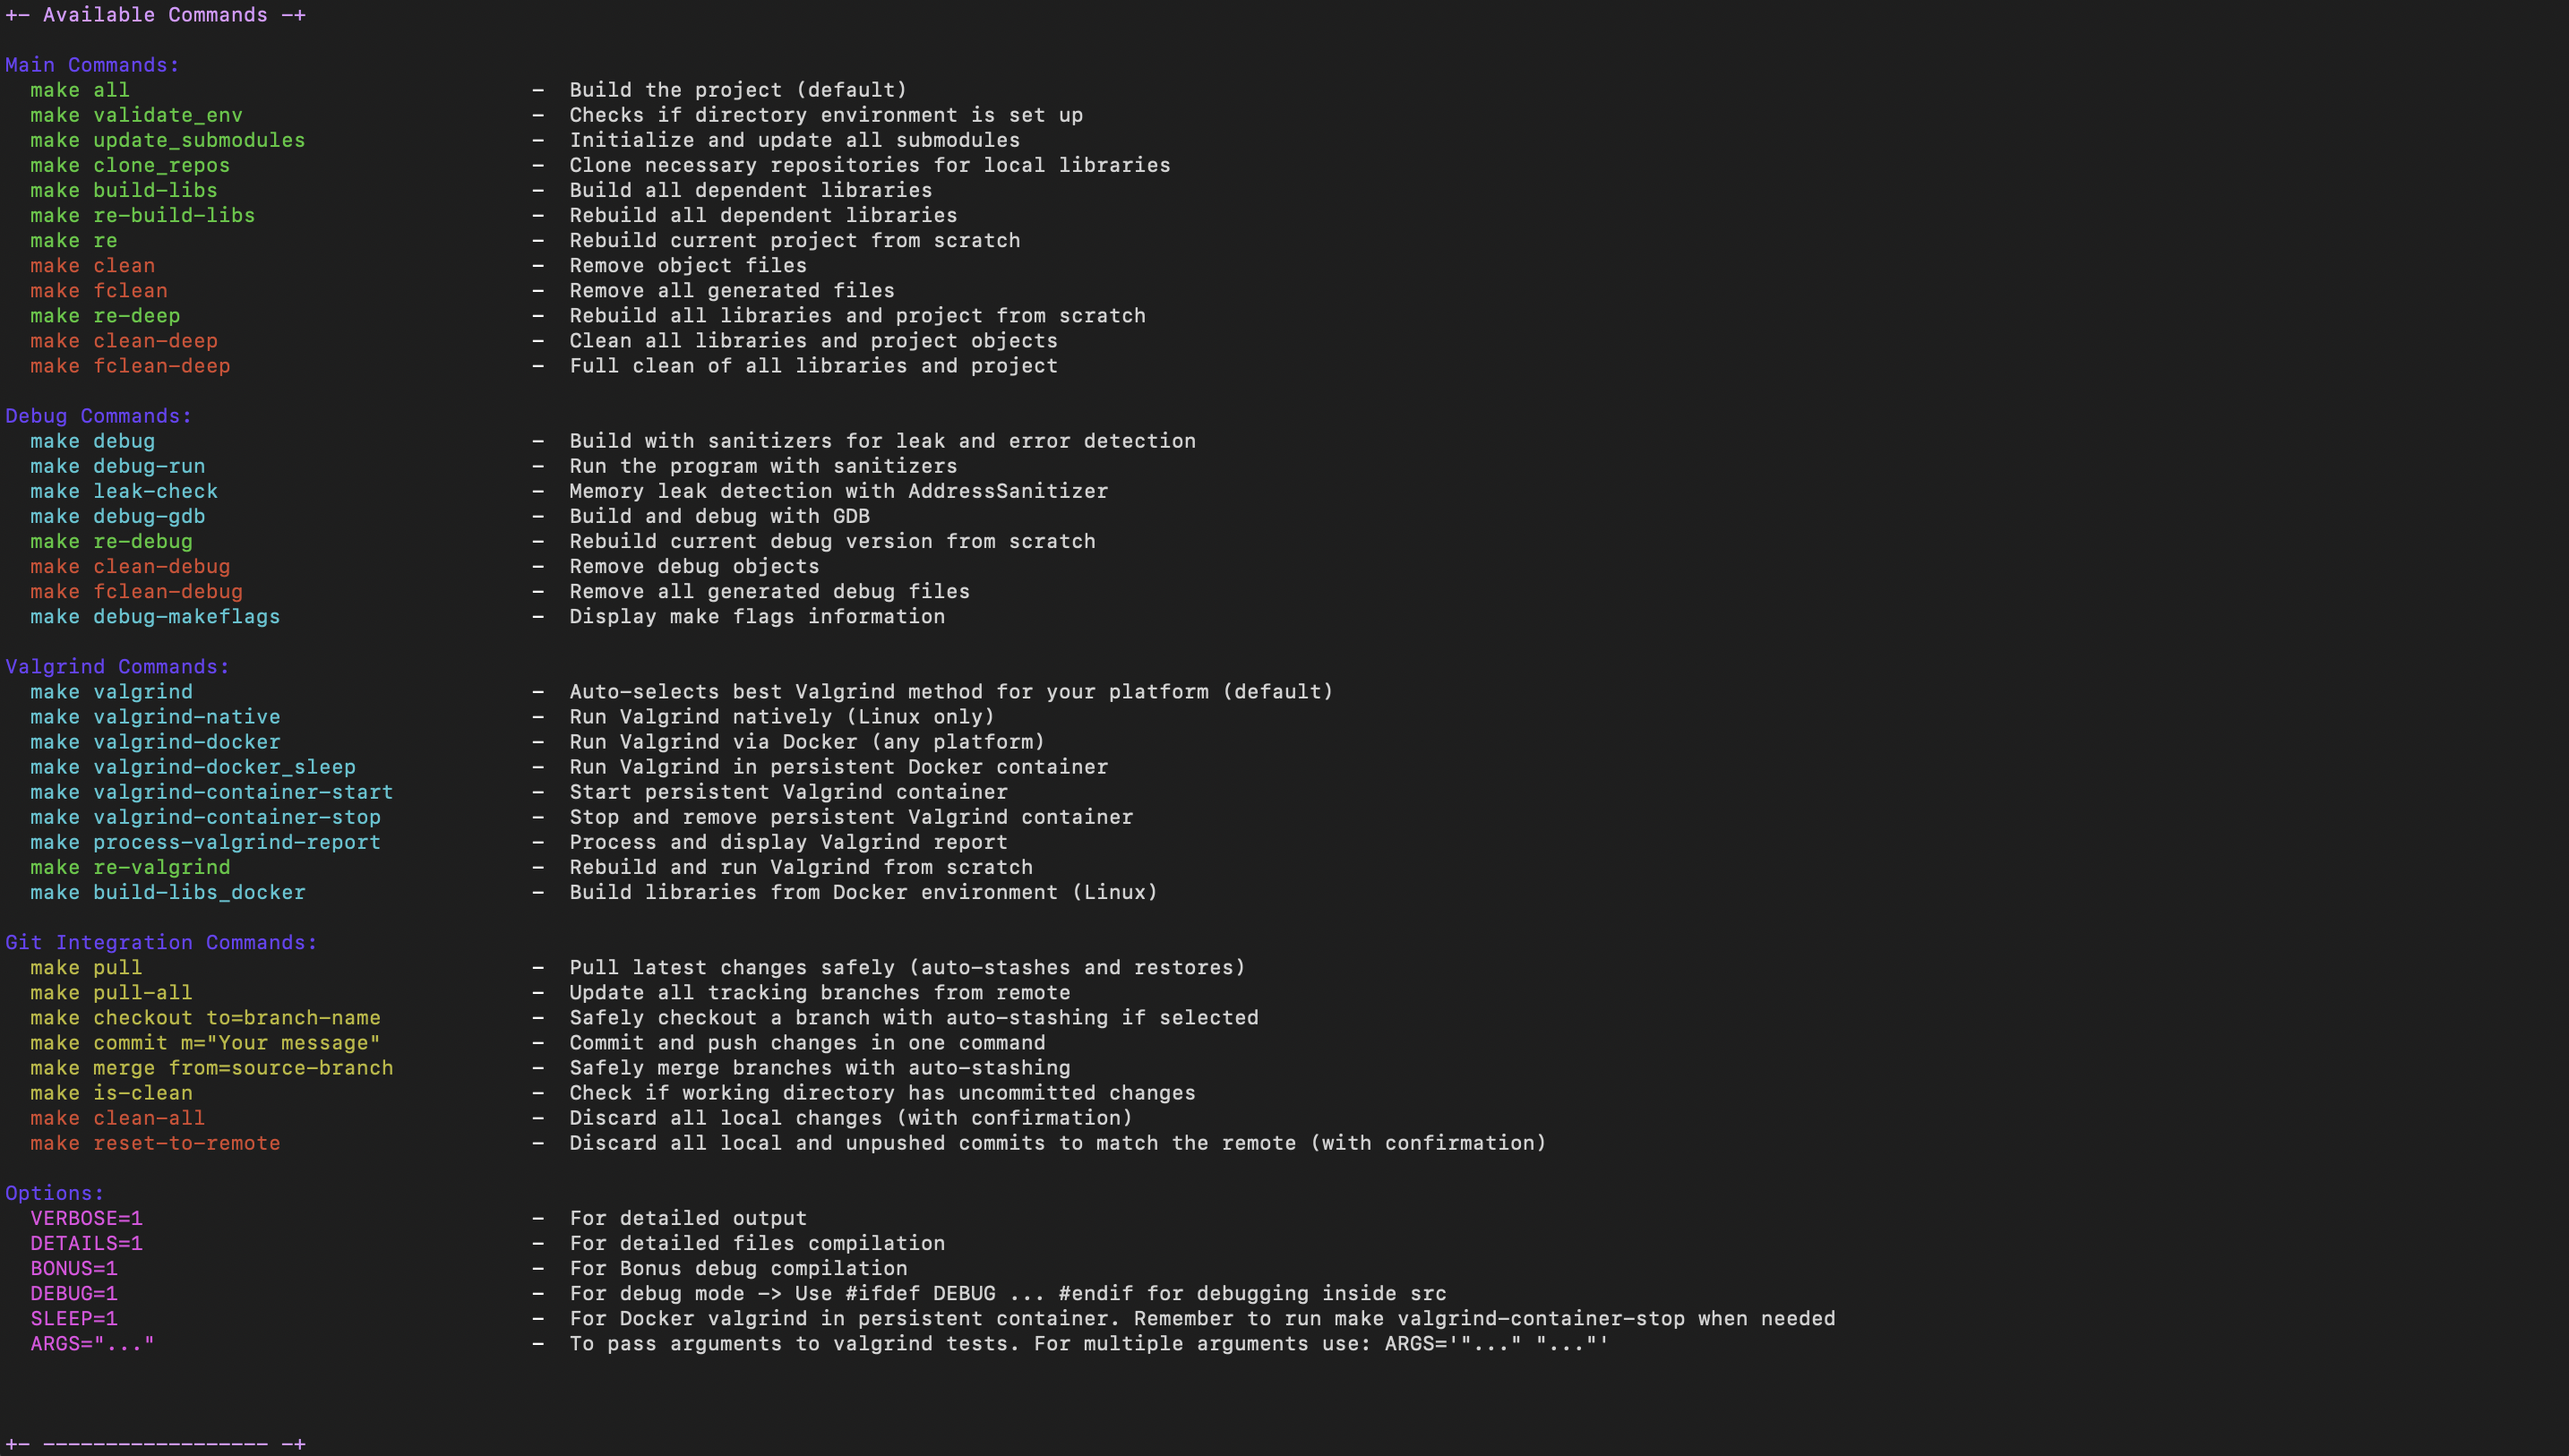 +- Available Commands -+
Main Commands:
make all - Build the project (default)
make validate_env - Checks if directory environment is set up
make update_submodules - Initialize and update all submodules
make clone_repos - Clone necessary repositories for local libraries
make build-libs - Build all dependent libraries
make re-build-libs - Rebuild all dependent libraries
make re - Rebuild current project from scratch
make clean - Remove object files
make fclean - Remove all generated files
make re-deep - Rebuild all libraries and project from scratch
make clean-deep - Clean all libraries and project objects
make fclean-deep - Full clean of all libraries and project
Debug Commands:
make debug - Build with sanitizers for leak and error detection
make debug-run - Run the program with sanitizers
make leak-check - Memory leak detection with AddressSanitizer
make debug-gdb - Build and debug with GDB
make re-debug - Rebuild current debug version from scratch
make clean-debug - Remove debug objects
make fclean-debug - Remove all generated debug files
make debug-makeflags - Display make flags information
Valgrind Commands:
make valgrind - Auto-selects best Valgrind method for your platform (default)
make valgrind-native - Run Valgrind natively (Linux only)
make valgrind-docker - Run Valgrind via Docker (any platform)
make valgrind-docker_sleep - Run Valgrind in persistent Docker container
make valgrind-container-start - Start persistent Valgrind container
make valgrind-container-stop - Stop and remove persistent Valgrind container
make process-valgrind-report - Process and display Valgrind report
make re-valgrind - Rebuild and run Valgrind from scratch
make build-libs_docker - Build libraries from Docker environment (Linux)
Git Integration Commands:
make pull - Pull latest changes safely (auto-stashes and restores)
make pull-all - Update all tracking branches from remote
make checkout to=branch-name - Safely checkout a branch with auto-stashing if selected
make commit m="Your message" - Commit and push changes in one command
make merge from=source-branch - Safely merge branches with auto-stashing
make is-clean - Check if working directory has uncommitted changes
make clean-all - Discard all local changes (with confirmation)
make reset-to-remote - Discard all local and unpushed commits to match the remote (with confirmation)
Options:
VERBOSE=1 - For detailed output
DETAILS=1 - For detailed files compilation
BONUS=1 - For Bonus debug compilation
DEBUG=1 - For debug mode -> Use #ifdef DEBUG ... #endif for debugging inside src
SLEEP=1 - For Docker valgrind in persistent container. Remember to run make valgrind-container-stop when needed
ARGS="..." - To pass arguments to valgrind tests. For multiple arguments use: ARGS='"..." "..."'
+- ------------------ -+